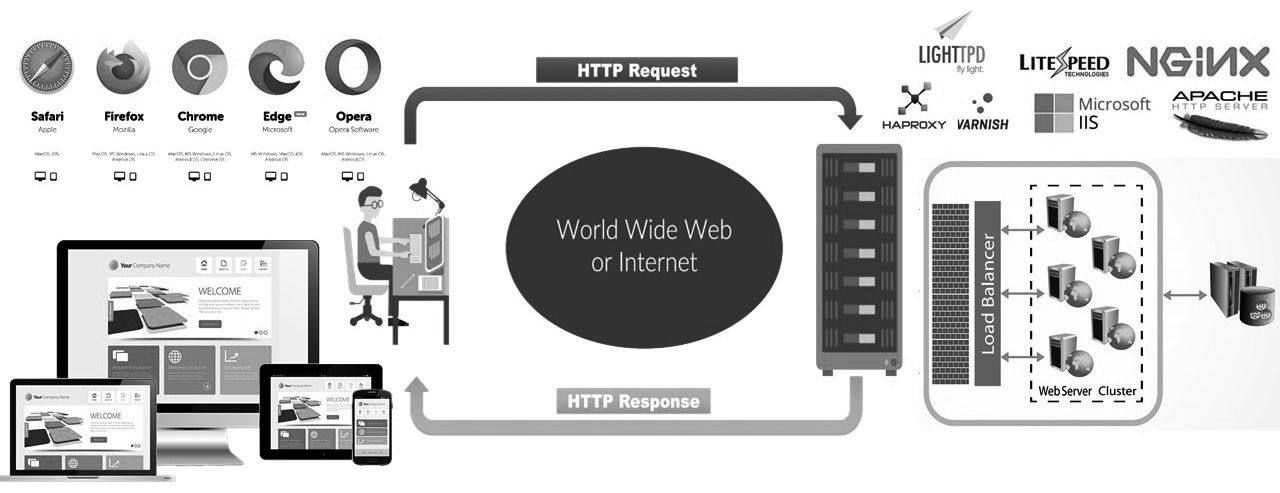 Safari
Apple
MacOS, iOS
Firefox
Mozilla
MacOS, MS Windows, Linux OS,
Android OS
Chrome
Google
MacOS, MS Windows, Linux OS,
Android OS, Chrome OS
Edge
Microsoft
MS Windows, MacOS, iOS
Android OS
Opera
Opera Software
MacOS, MS Windows, Linux OS,
Android OS
HTTP Request
World Wide Web
or Internet
HTTP Response
LIGHTTPD
fly light.
LITESPEED
TECHNOLOGIES
NGINX
HAPROXY
VARNISH
Microsoft
IIS
APACHE
HTTP SERVER
Load Balancer
Web Server Cluster
Your Company Name
WELCOME
Your Company Name
WELCOME
Your Company Name
WELCOME